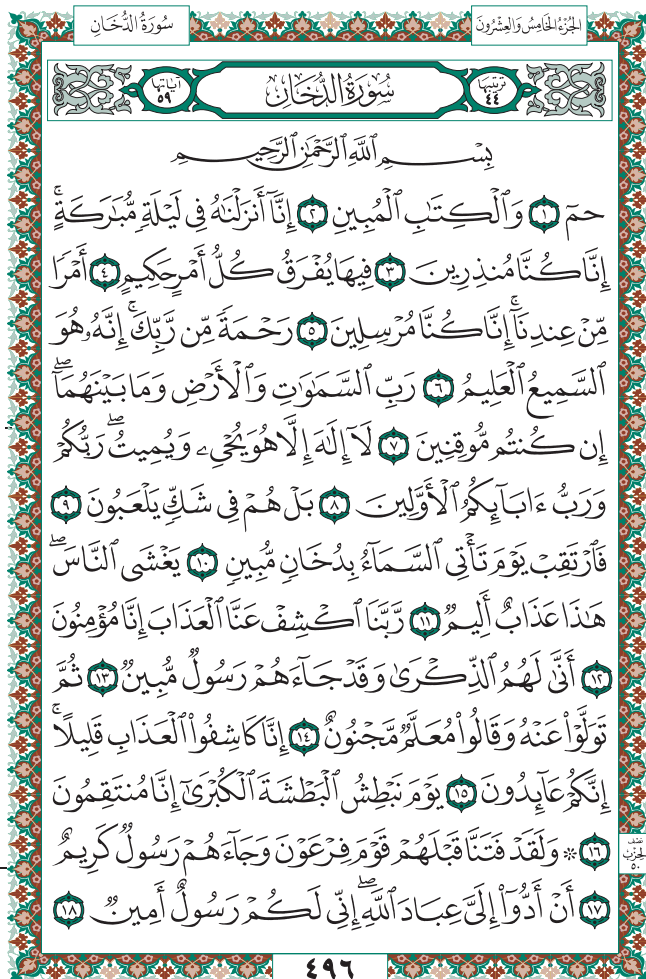 سُورَةُ الدُّخَانِ
الجُزْءُ الخَامِسُ وَالعِشْرُونَ
ترتيبها ٤٤ سُورَةُ الدُّخَانِ آياتها ٥٩
بِسْمِ ٱللَّهِ ٱلرَّحْمَٰنِ ٱلرَّحِيمِ
حمٓ ١ وَٱلْكِتَٰبِ ٱلْمُبِينِ ٢ إِنَّآ أَنزَلْنَٰهُ فِى لَيْلَةٍ مُّبَٰرَكَةٍ ۚ
إِنَّا كُنَّا مُنذِرِينَ ٣ فِيهَا يُفْرَقُ كُلُّ أَمْرٍ حَكِيمٍ ٤ أَمْرًا
مِّنْ عِندِنَآ ۚ إِنَّا كُنَّا مُرْسِلِينَ ٥ رَحْمَةً مِّن رَّبِّكَ ۚ إِنَّهُۥ هُوَ
ٱلسَّمِيعُ ٱلْعَلِيمُ ٦ رَبِّ ٱلسَّمَٰوَٰتِ وَٱلْأَرْضِ وَمَا بَيْنَهُمَآ ۖ
إِن كُنتُم مُّوقِنِينَ ٧ لَآ إِلَٰهَ إِلَّا هُوَ يُحْىِۦ وَيُمِيتُ ۖ رَبُّكُمْ
وَرَبُّ ءَابَآئِكُمُ ٱلْأَوَّلِينَ ٨ بَلْ هُمْ فِى شَكٍّ يَلْعَبُونَ ٩
فَٱرْتَقِبْ يَوْمَ تَأْتِى ٱلسَّمَآءُ بِدُخَانٍ مُّبِينٍ ١٠ يَغْشَى ٱلنَّاسَ ۖ
هَٰذَا عَذَابٌ أَلِيمٌ ١١ رَّبَّنَا ٱكْشِفْ عَنَّا ٱلْعَذَابَ إِنَّا مُؤْمِنُونَ
١٢ أَنَّىٰ لَهُمُ ٱلذِّكْرَىٰ وَقَدْ جَآءَهُمْ رَسُولٌ مُّبِينٌ ١٣ ثُمَّ
تَوَلَّوْا۟ عَنْهُ وَقَالُوا۟ مُعَلَّمٌ مَّجْنُونٌ ١٤ إِنَّا كَاشِفُوا۟ ٱلْعَذَابِ قَلِيلًا ۚ
إِنَّكُمْ عَآئِدُونَ ١٥ يَوْمَ نَبْطِشُ ٱلْبَطْشَةَ ٱلْكُبْرَىٰٓ إِنَّا مُنتَقِمُونَ
١٦ ۞ وَلَقَدْ فَتَنَّا قَبْلَهُمْ قَوْمَ فِرْعَوْنَ وَجَآءَهُمْ رَسُولٌ كَرِيمٌ
نصف الحزب ٥٠
١٧ أَنْ أَدُّوٓا۟ إِلَىَّ عِبَادَ ٱللَّهِ ۖ إِنِّى لَكُمْ رَسُولٌ أَمِينٌ ١٨
٤٩٦